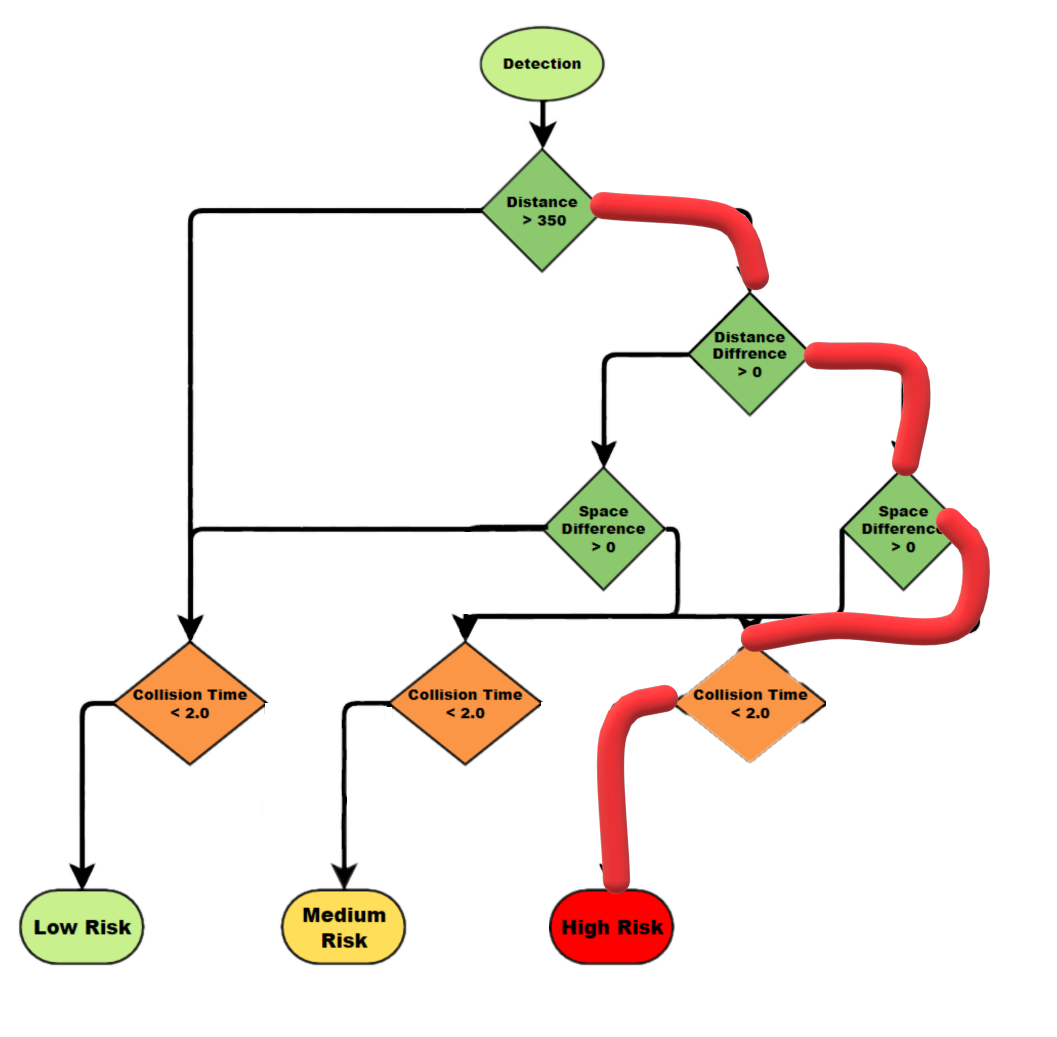 Detection
Distance
> 350
Distance
Diffrence
> 0
Space
Difference
> 0
Space
Difference
> 0
Collision Time
< 2.0
Collision Time
< 2.0
Collision Time
< 2.0
Low Risk
Medium
Risk
High Risk